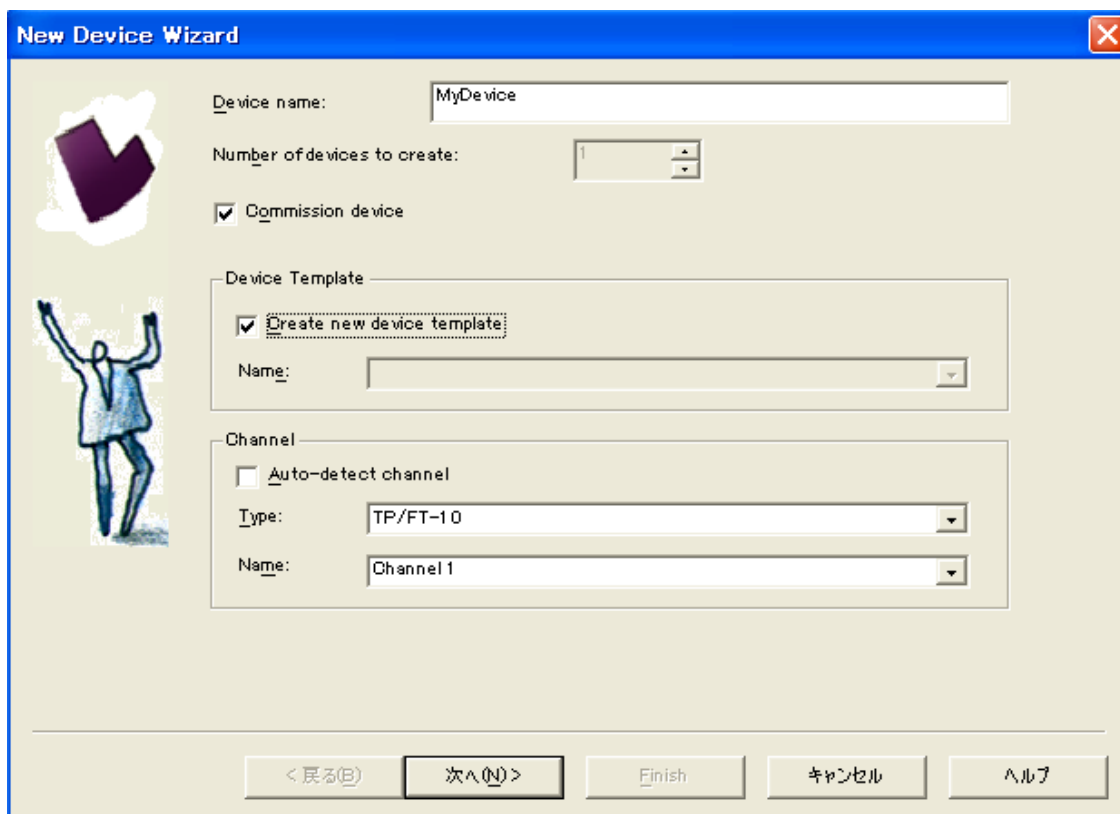 New Device Wizard
Device name: MyDevice
Number of devices to create: 1
Commission device
Device Template
Create new device template
Name:
Channel
Auto-detect channel
Type: TP/FT-10
Name: Channel 1
< 戻る(B) 次へ(N) > Finish キャンセル ヘルプ